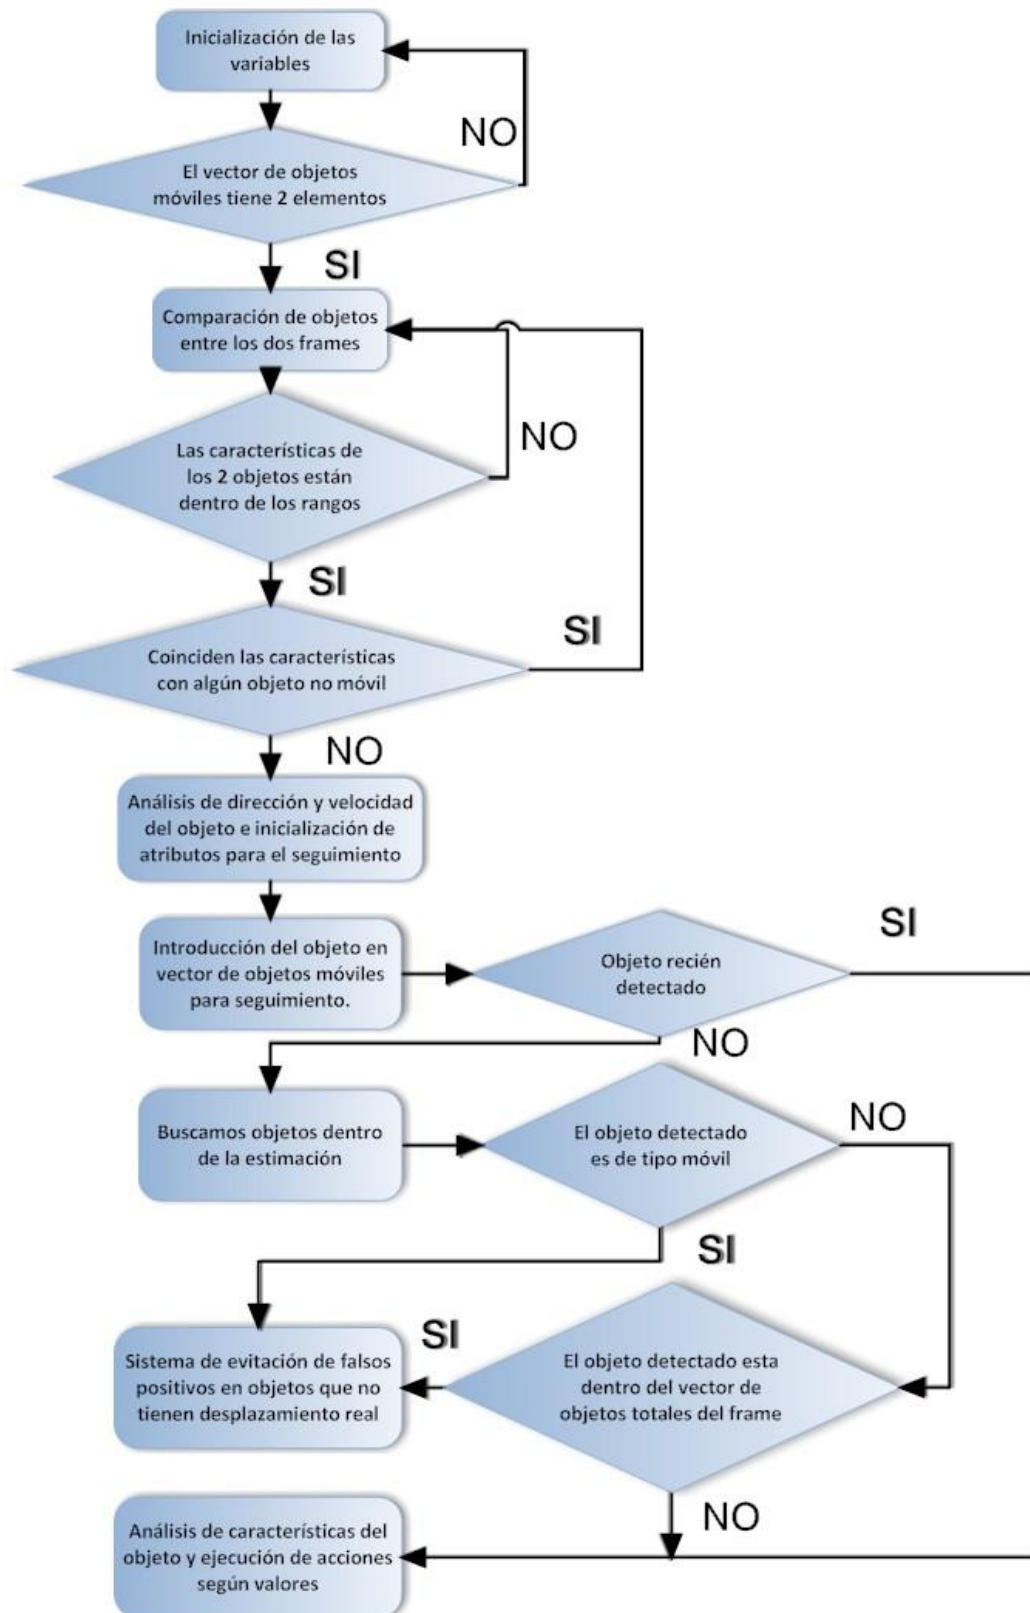 Inicialización de las
variables
NO
El vector de objetos
móviles tiene 2 elementos
SI
Comparación de objetos
entre los dos frames
NO
Las característícas de
los 2 objetos están
dentro de los rangos
SI
SI
Coinciden las característícas
con algún objeto no móvil
NO
Análisis de dirección y velocidad
del objeto e inicialización de
atributos para el seguimiento
SI
Introducción del objeto en
vector de objetos móviles
para seguimiento.
Objeto recién
detectado
NO
Buscamos objetos dentro
de la estimación
NO
El objeto detectado
es de tipo móvil
SI
Sistema de evitación de falsos
positivos en objetos que no
tienen desplazamiento real
SI
El objeto detectado esta
dentro del vector de
objetos totales del frame
NO
Análisis de características del
objeto y ejecución de acciones
según valores